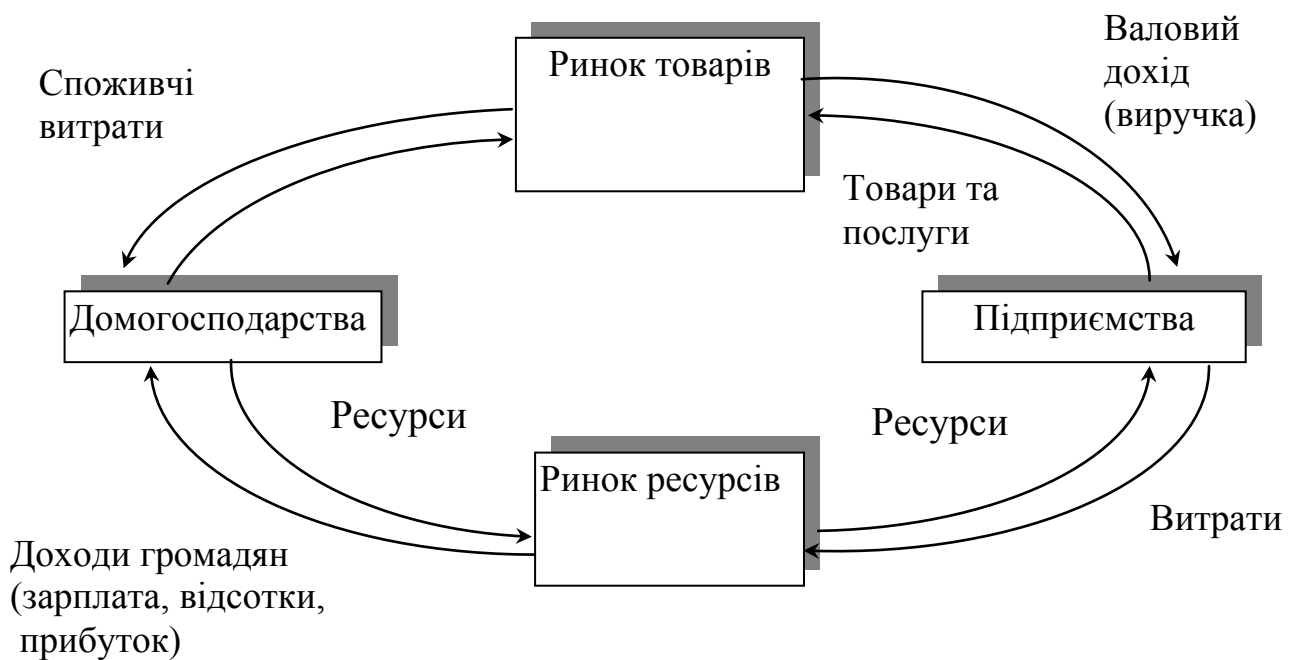 Валовий
дохід
(виручка)
Ринок товарів
Споживчі
витрати
Товари та
послуги
Домогосподарства
Підприємства
Ресурси
Ресурси
Ринок ресурсів
Витрати
Доходи громадян
(зарплата, відсотки,
прибуток)